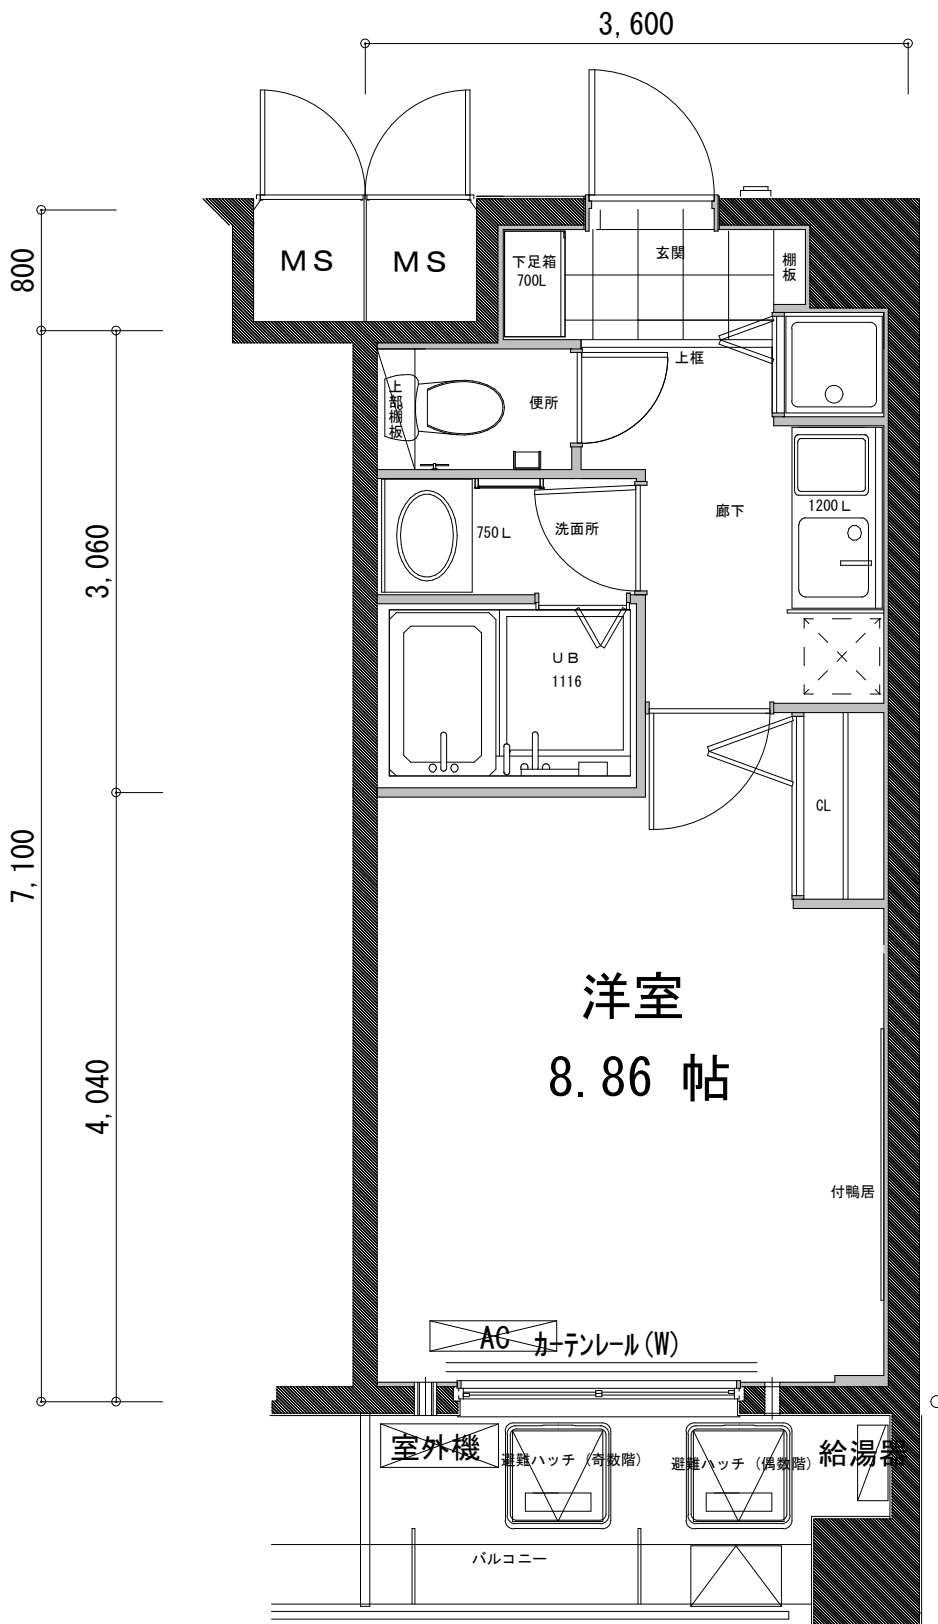 3,600
800
ＭＳ
ＭＳ
下足箱
700L
玄関
棚板
上框
上部棚板
便所
3,060
750Ｌ
洗面所
廊下
1200Ｌ
ＵＢ
1116
7,100
CL
洋室
8.86 帖
4,040
付鴨居
AC
カーテンレール(W)
室外機
避難ハッチ（奇数階）
避難ハッチ（偶数階）
給湯器
バルコニー